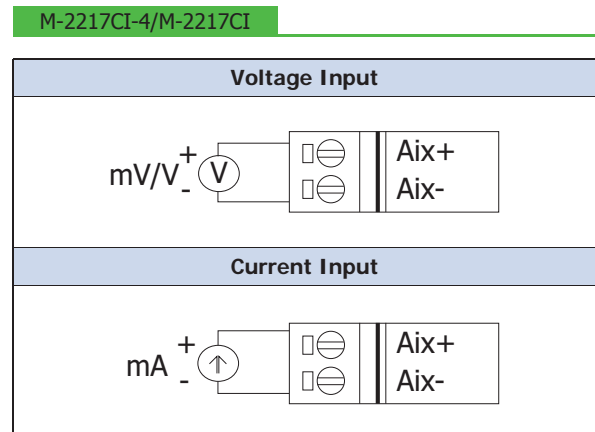 M-2217CI-4/M-2217CI
Voltage Input
mV/V + - V Aix+
Aix-
Current Input
mA + - Aix+
Aix-